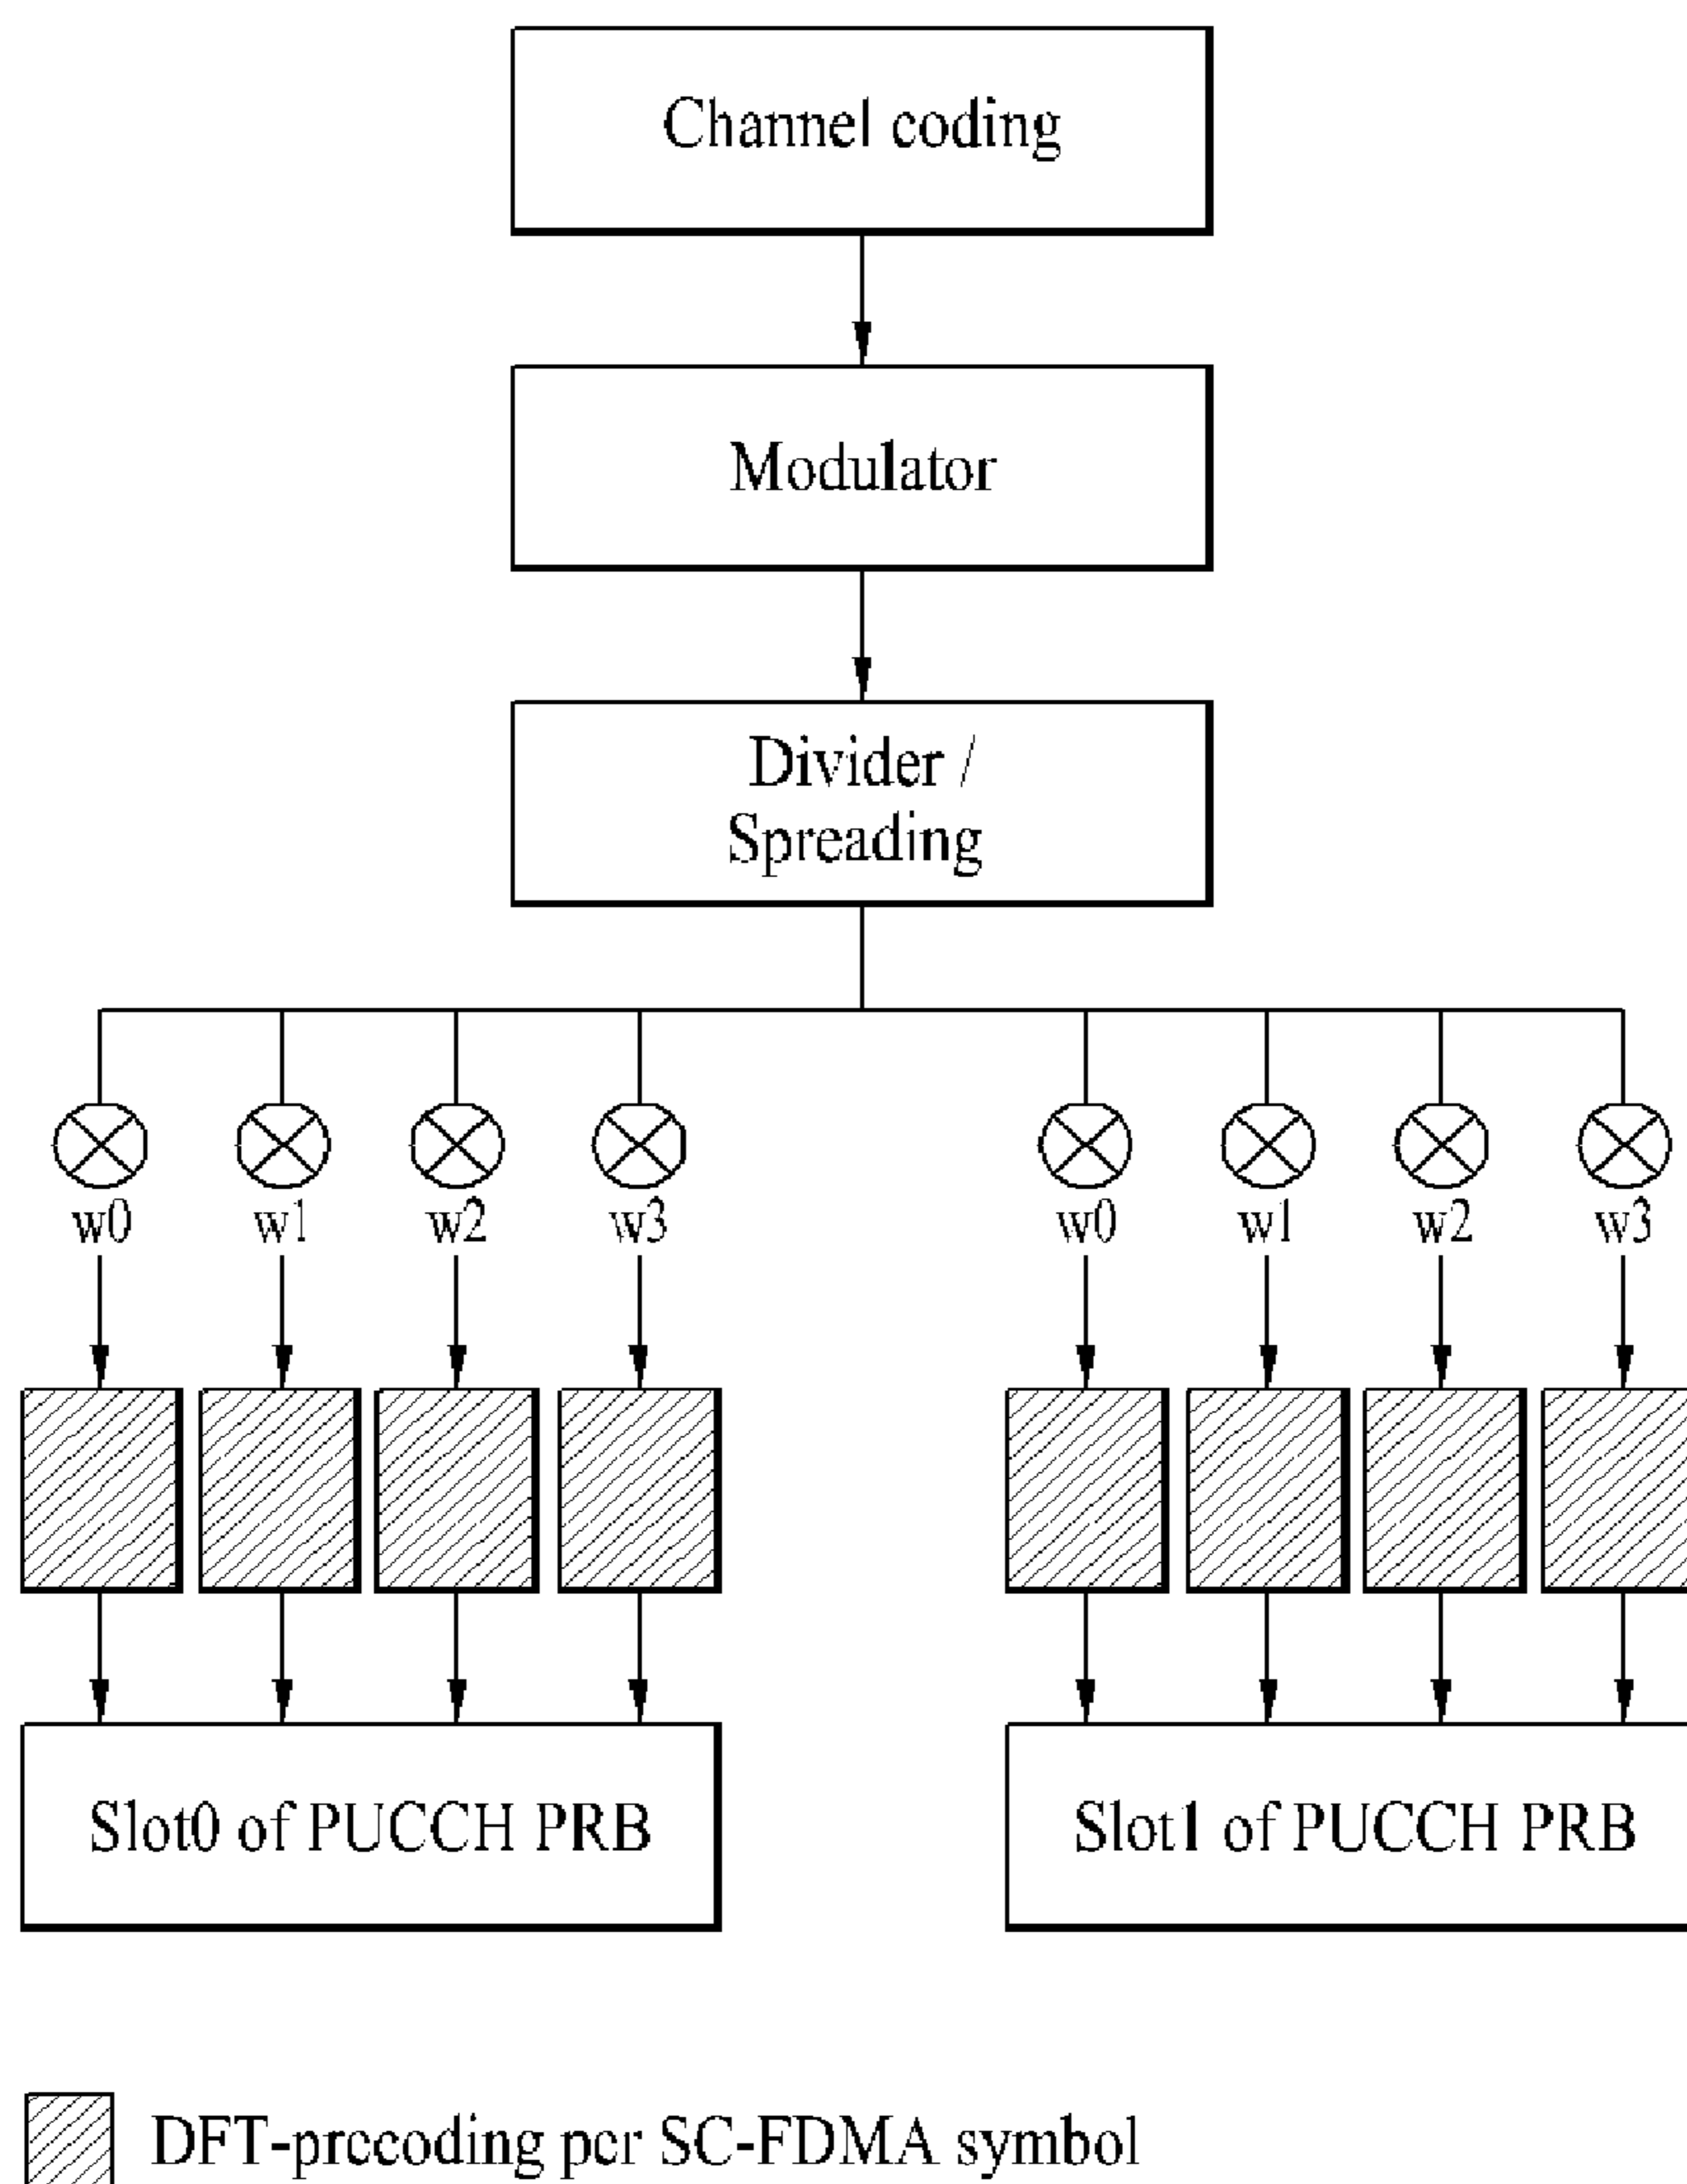 Channel coding
Modulator
Divider /
Spreading
w0 w1 w2 w3 w0 w1 w2 w3
Slot0 of PUCCH PRB Slot1 of PUCCH PRB
DFT-precoding per SC-FDMA symbol